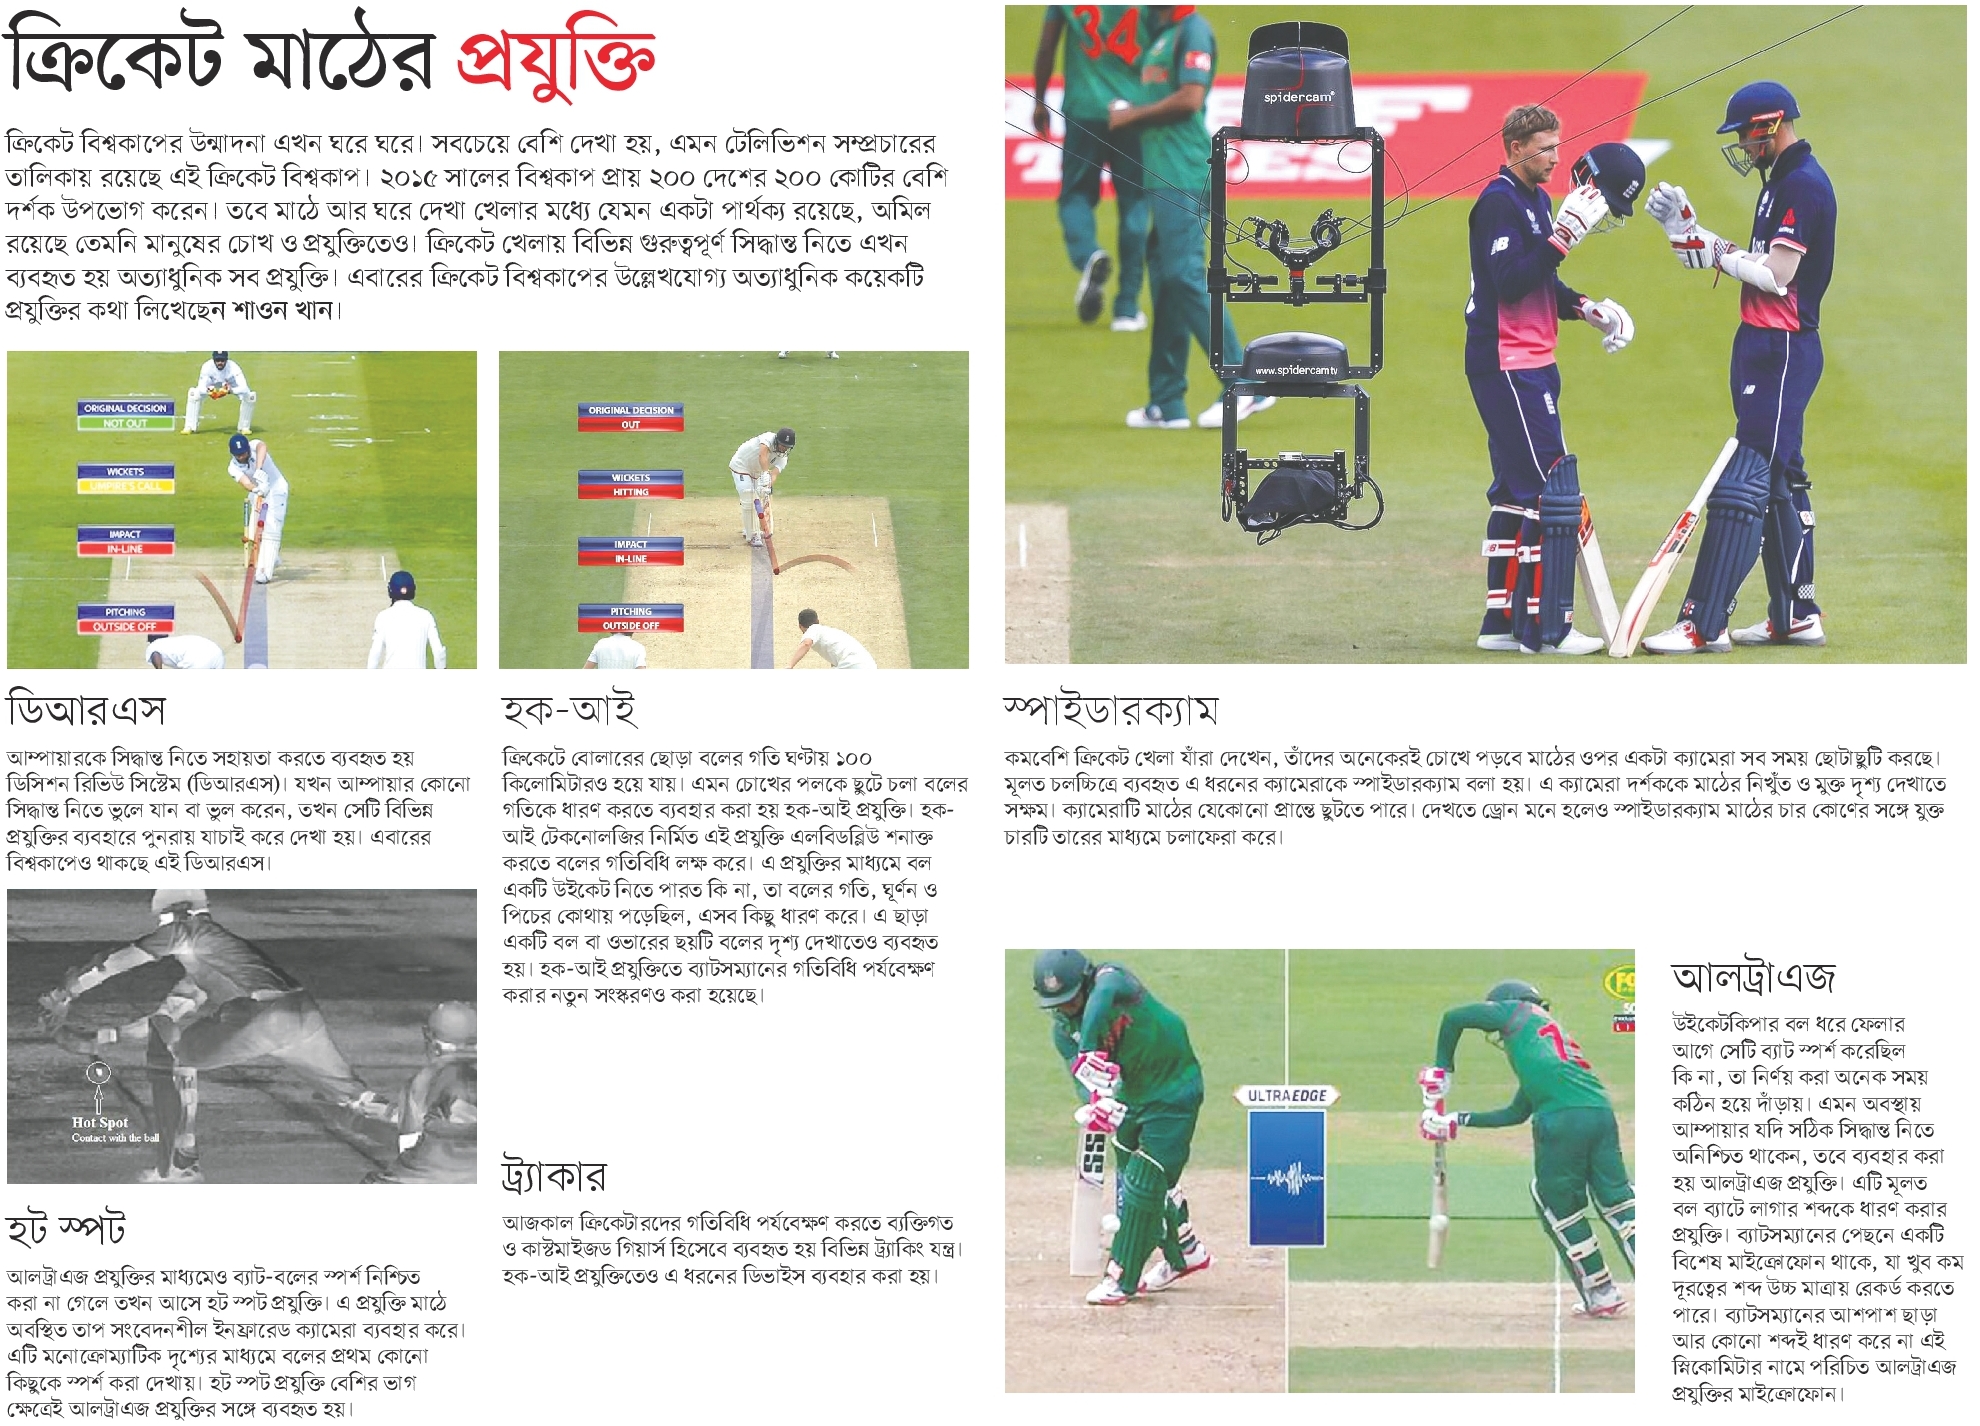 ক্রিকেট মাঠের প্রযুক্তি
ক্রিকেট বিশ্বকাপের উন্মাদনা এখন ঘরে ঘরে। সবচেয়ে বেশি দেখা হয়, এমন টেলিভিশন সম্প্রচারের
তালিকায় রয়েছে এই ক্রিকেট বিশ্বকাপ। ২০১৫ সালের বিশ্বকাপ প্রায় ২০০ দেশের ২০০ কোটির বেশি
দর্শক উপভোগ করেন। তবে মাঠে আর ঘরে দেখা খেলার মধ্যে যেমন একটা পার্থক্য রয়েছে, অমিল
রয়েছে তেমনি মানুষের চোখ ও প্রযুক্তিতেও। ক্রিকেট খেলায় বিভিন্ন গুরুত্বপূর্ণ সিদ্ধান্ত নিতে এখন
ব্যবহৃত হয় অত্যাধুনিক সব প্রযুক্তি। এবারের ক্রিকেট বিশ্বকাপের উল্লেখযোগ্য অত্যাধুনিক কয়েকটি
প্রযুক্তির কথা লিখেছেন শাওন খান।
ORIGINAL DECISION
NOT OUT
WICKETS
UMPIRE'S CALL
IMPACT
IN-LINE
PITCHING
OUTSIDE OFF
ORIGINAL DECISION
OUT
WICKETS
HITTING
IMPACT
IN-LINE
PITCHING
OUTSIDE OFF
34
spidercam
www.spidercam.tv
NB
NB
ডিআরএস
আম্পায়ারকে সিদ্ধান্ত নিতে সহায়তা করতে ব্যবহৃত হয়
ডিসিশন রিভিউ সিস্টেম (ডিআরএস)। যখন আম্পায়ার কোনো
সিদ্ধান্ত নিতে ভুলে যান বা ভুল করেন, তখন সেটি বিভিন্ন
প্রযুক্তির ব্যবহারে পুনরায় যাচাই করে দেখা হয়। এবারের
বিশ্বকাপেও থাকছে এই ডিআরএস।
Hot Spot
Contact with the ball
হট স্পট
আলট্রাএজ প্রযুক্তির মাধ্যমেও ব্যাট-বলের স্পর্শ নিশ্চিত
করা না গেলে তখন আসে হট স্পট প্রযুক্তি। এ প্রযুক্তি মাঠে
অবস্থিত তাপ সংবেদনশীল ইনফ্রারেড ক্যামেরা ব্যবহার করে।
এটি মনোক্রোম্যাটিক দৃশ্যের মাধ্যমে বলের প্রথম কোনো
কিছুকে স্পর্শ করা দেখায়। হট স্পট প্রযুক্তি বেশির ভাগ
ক্ষেত্রেই আলট্রাএজ প্রযুক্তির সঙ্গে ব্যবহৃত হয়।
হক-আই
ক্রিকেটে বোলারের ছোড়া বলের গতি ঘণ্টায় ১০০
কিলোমিটারও হয়ে যায়। এমন চোখের পলকে ছুটে চলা বলের
গতিকে ধারণ করতে ব্যবহার করা হয় হক-আই প্রযুক্তি। হক-
আই টেকনোলজির নির্মিত এই প্রযুক্তি এলবিডব্লিউ শনাক্ত
করতে বলের গতিবিধি লক্ষ করে। এ প্রযুক্তির মাধ্যমে বল
একটি উইকেট নিতে পারত কি না, তা বলের গতি, ঘূর্ণন ও
পিচের কোথায় পড়েছিল, এসব কিছু ধারণ করে। এ ছাড়া
একটি বল বা ওভারের ছয়টি বলের দৃশ্য দেখাতেও ব্যবহৃত
হয়। হক-আই প্রযুক্তিতে ব্যাটসম্যানের গতিবিধি পর্যবেক্ষণ
করার নতুন সংস্করণও করা হয়েছে।
ট্র্যাকার
আজকাল ক্রিকেটারদের গতিবিধি পর্যবেক্ষণ করতে ব্যক্তিগত
ও কাস্টমাইজড গিয়ার্স হিসেবে ব্যবহৃত হয় বিভিন্ন ট্র্যাকিং যন্ত্র।
হক-আই প্রযুক্তিতেও এ ধরনের ডিভাইস ব্যবহার করা হয়।
স্পাইডারক্যাম
কমবেশি ক্রিকেট খেলা যাঁরা দেখেন, তাঁদের অনেকেরই চোখে পড়বে মাঠের ওপর একটা ক্যামেরা সব সময় ছোটাছুটি করছে।
মূলত চলচ্চিত্রে ব্যবহৃত এ ধরনের ক্যামেরাকে স্পাইডারক্যাম বলা হয়। এ ক্যামেরা দর্শককে মাঠের নিখুঁত ও মুক্ত দৃশ্য দেখাতে
সক্ষম। ক্যামেরাটি মাঠের যেকোনো প্রান্তে ছুটতে পারে। দেখতে ড্রোন মনে হলেও স্পাইডারক্যাম মাঠের চার কোণের সঙ্গে যুক্ত
চারটি তারের মাধ্যমে চলাফেরা করে।
SS
ULTRAEDGE
আলট্রাএজ
উইকেটকিপার বল ধরে ফেলার
আগে সেটি ব্যাট স্পর্শ করেছিল
কি না, তা নির্ণয় করা অনেক সময়
কঠিন হয়ে দাঁড়ায়। এমন অবস্থায়
আম্পায়ার যদি সঠিক সিদ্ধান্ত নিতে
অনিশ্চিত থাকেন, তবে ব্যবহার করা
হয় আলট্রাএজ প্রযুক্তি। এটি মূলত
বল ব্যাটে লাগার শব্দকে ধারণ করার
প্রযুক্তি। ব্যাটসম্যানের পেছনে একটি
বিশেষ মাইক্রোফোন থাকে, যা খুব কম
দূরত্বের শব্দ উচ্চ মাত্রায় রেকর্ড করতে
পারে। ব্যাটসম্যানের আশপাশ ছাড়া
আর কোনো শব্দই ধারণ করে না এই
স্নিকোমিটার নামে পরিচিত আলট্রাএজ
প্রযুক্তির মাইক্রোফোন।